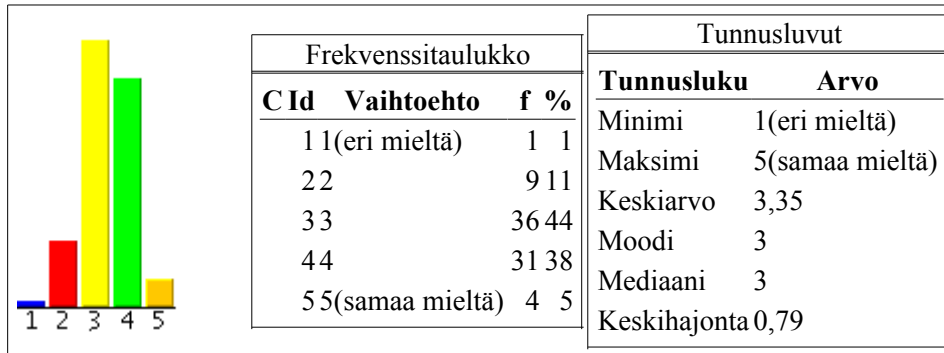 1 2 3 4 5
Frekvenssitaulukko
C Id Vaihtoehto f %
1 1(eri mieltä) 1 1
2 2 9 11
3 3 36 44
4 4 31 38
5 5(samaa mieltä) 4 5
Tunnusluvut
Tunnusluku Arvo
Minimi 1(eri mieltä)
Maksimi 5(samaa mieltä)
Keskiarvo 3,35
Moodi 3
Mediaani 3
Keskihajonta 0,79